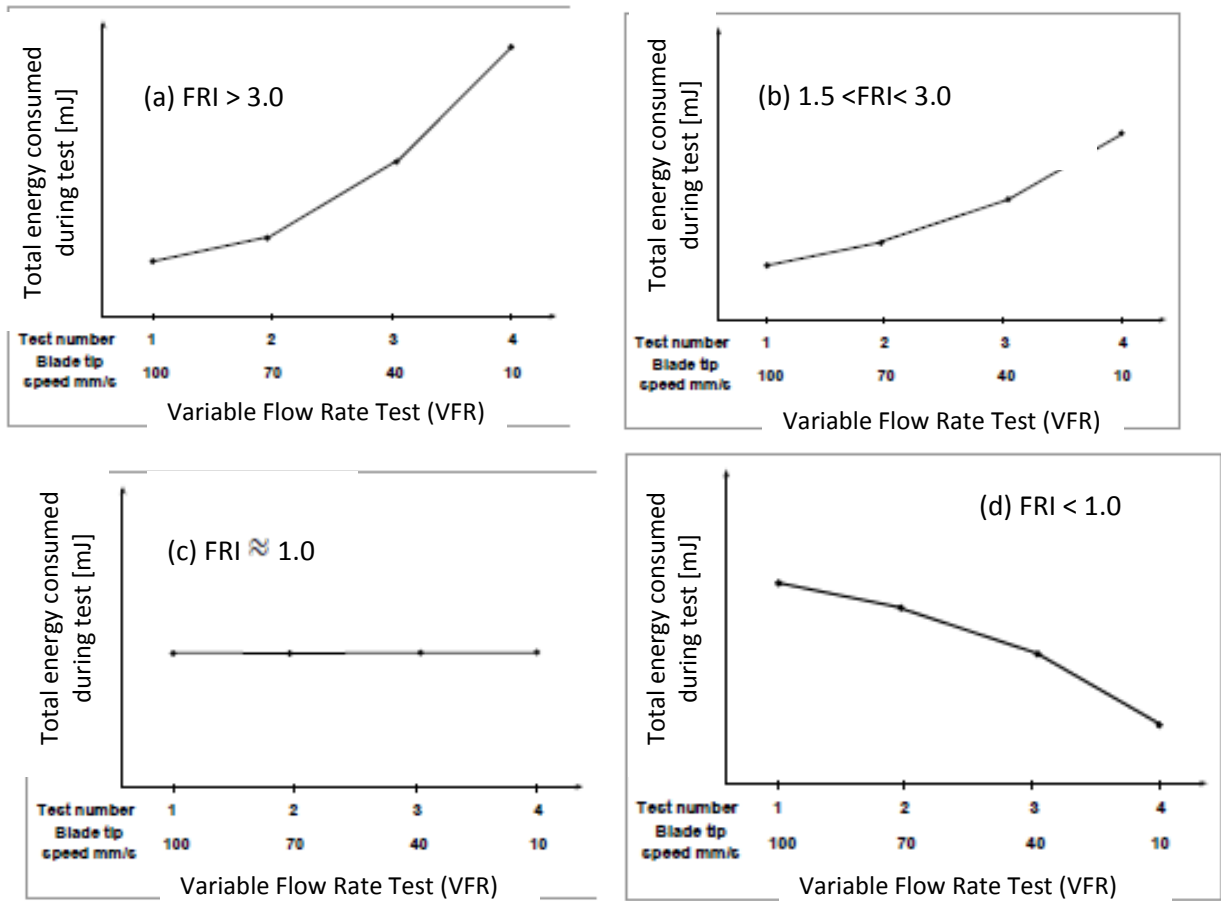 Total energy consumed
during test [mJ]
(a) FRI > 3.0
Test number 1 2 3 4
Blade tip
speed mm/s 100 70 40 10
Variable Flow Rate Test (VFR)
Total energy consumed
during test [mJ]
(b) 1.5 <FRI< 3.0
Test number 1 2 3 4
Blade tip
speed mm/s 100 70 40 10
Variable Flow Rate Test (VFR)
Total energy consumed
during test [mJ]
(c) FRI ≈ 1.0
Test number 1 2 3 4
Blade tip
speed mm/s 100 70 40 10
Variable Flow Rate Test (VFR)
Total energy consumed
during test [mJ]
(d) FRI < 1.0
Test number 1 2 3 4
Blade tip
speed mm/s 100 70 40 10
Variable Flow Rate Test (VFR)